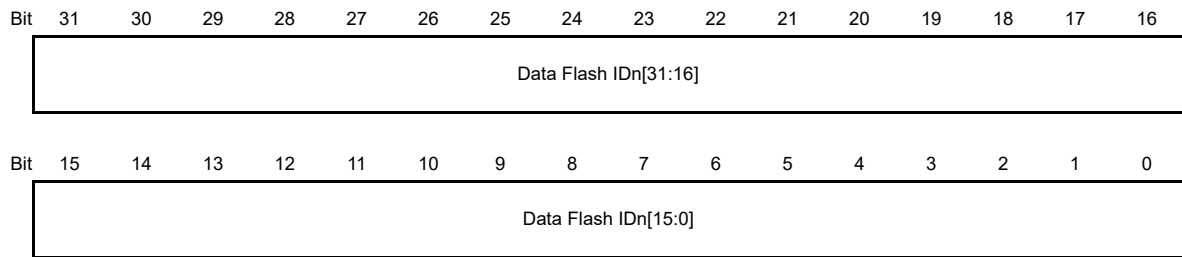 Bit 31 30 29 28 27 26 25 24 23 22 21 20 19 18 17 16
Data Flash IDn[31:16]
Bit 15 14 13 12 11 10 9 8 7 6 5 4 3 2 1 0
Data Flash IDn[15:0]